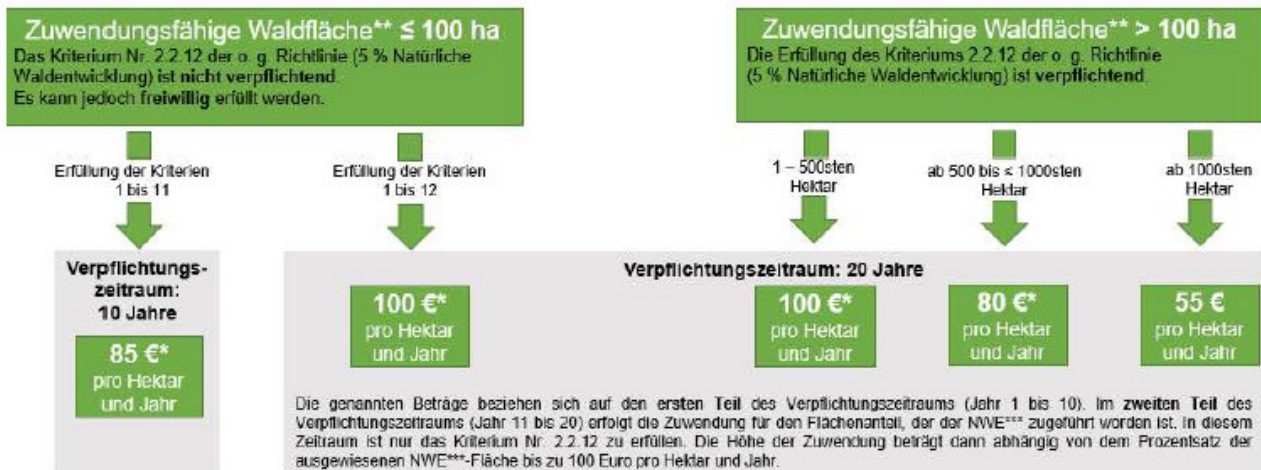 Zuwendungsfähige Waldfläche** ≤ 100 ha
Das Kriterium Nr. 2.2.12 der o. g. Richtlinie (5 % Natürliche
Waldentwicklung) ist nicht verpflichtend.
Es kann jedoch freiwillig erfüllt werden.
Zuwendungsfähige Waldfläche** > 100 ha
Die Erfüllung des Kriteriums 2.2.12 der o. g. Richtlinie
(5 % Natürliche Waldentwicklung) ist verpflichtend.
Erfüllung der Kriterien
1 bis 11
Erfüllung der Kriterien
1 bis 12
1 – 500sten
Hektar
ab 500 bis ≤ 1000sten
Hektar
ab 1000sten
Hektar
Verpflichtungs-
zeitraum:
10 Jahre
85 €*
pro Hektar
und Jahr
Verpflichtungszeitraum: 20 Jahre
100 €*
pro Hektar
und Jahr
100 €*
pro Hektar
und Jahr
80 €*
pro Hektar
und Jahr
55 €
pro Hektar
und Jahr
Die genannten Beträge beziehen sich auf den ersten Teil des Verpflichtungszeitraums (Jahr 1 bis 10). Im zweiten Teil des
Verpflichtungszeitraums (Jahr 11 bis 20) erfolgt die Zuwendung für den Flächenanteil, der der NWE*** zugeführt worden ist. In diesem
Zeitraum ist nur das Kriterium Nr. 2.2.12 zu erfüllen. Die Höhe der Zuwendung beträgt dann abhängig von dem Prozentsatz der
ausgewiesenen NWE***-Fläche bis zu 100 Euro pro Hektar und Jahr.